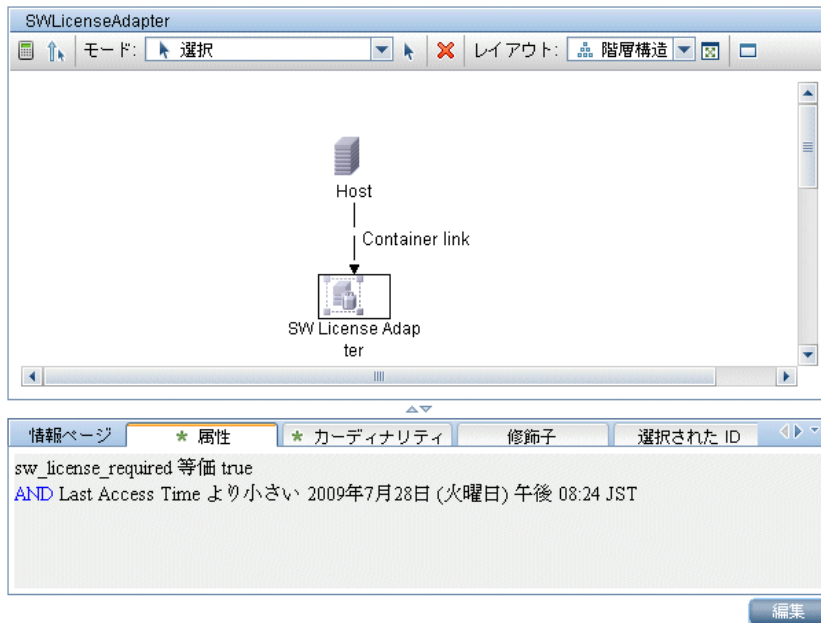 SWLicenseAdapter
モード: 選択 レイアウト: 階層構造
Host
Container link
SW License Adap
ter
情報ページ * 属性 * カーディナリティ 修飾子 選択された ID
sw_license_required 等価 true
AND Last Access Time より小さい 2009年7月28日 (火曜日) 午後 08:24 JST
編集